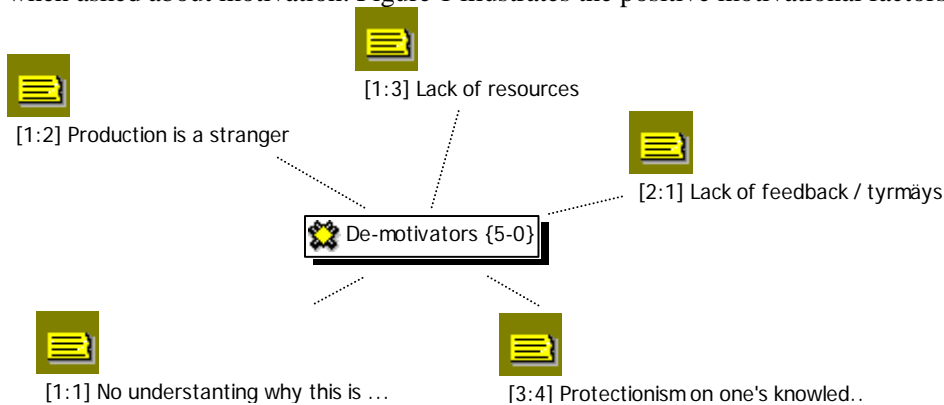 when asked about motivation. Figure 1 illustrates the positive motivational factors
[1:3] Lack of resources
[1:2] Production is a stranger
[2:1] Lack of feedback / tyrmäys
De-motivators {5-0}
[1:1] No understanting why this is ...
[3:4] Protectionism on one's knowled..